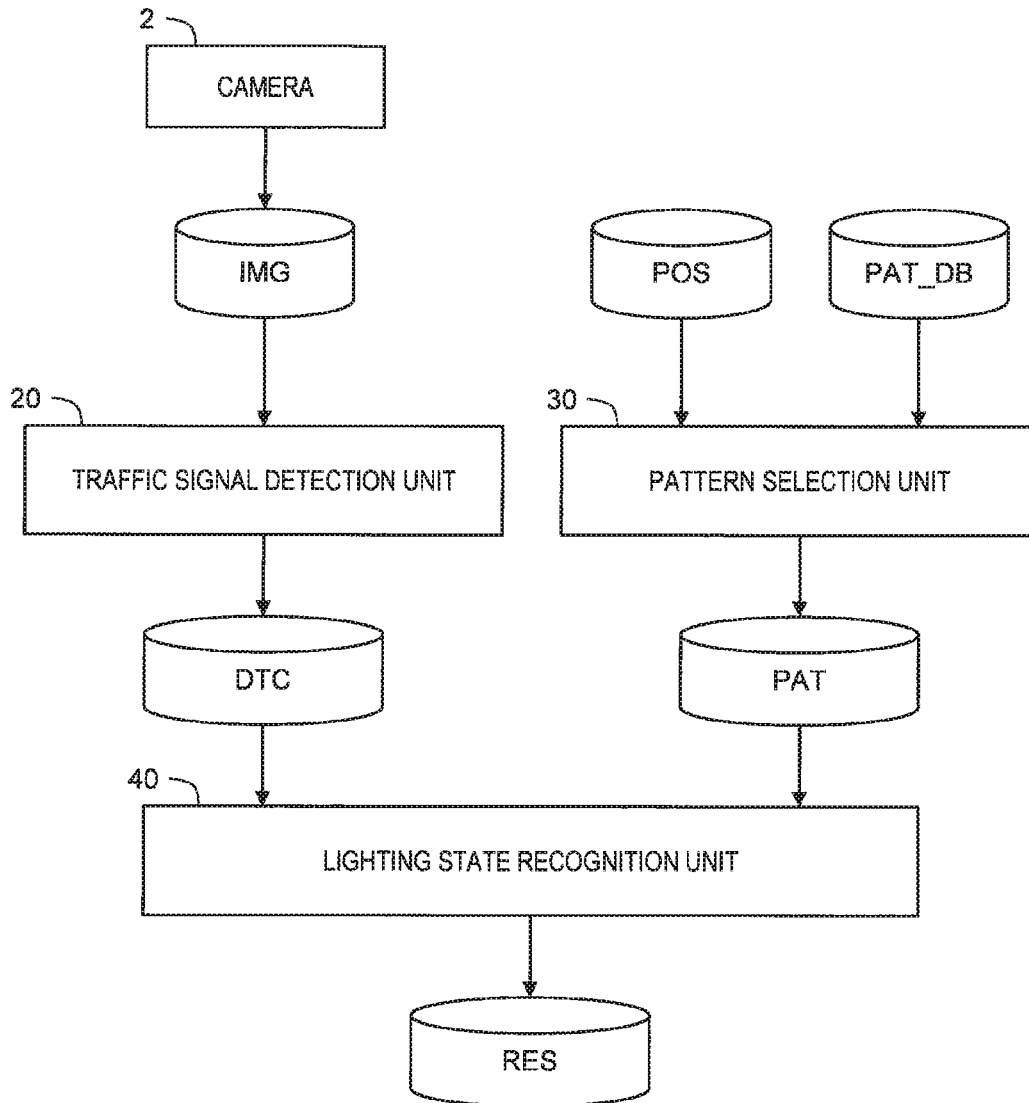 2
CAMERA
IMG
POS
PAT_DB
20
TRAFFIC SIGNAL DETECTION UNIT
30
PATTERN SELECTION UNIT
DTC
PAT
40
LIGHTING STATE RECOGNITION UNIT
RES